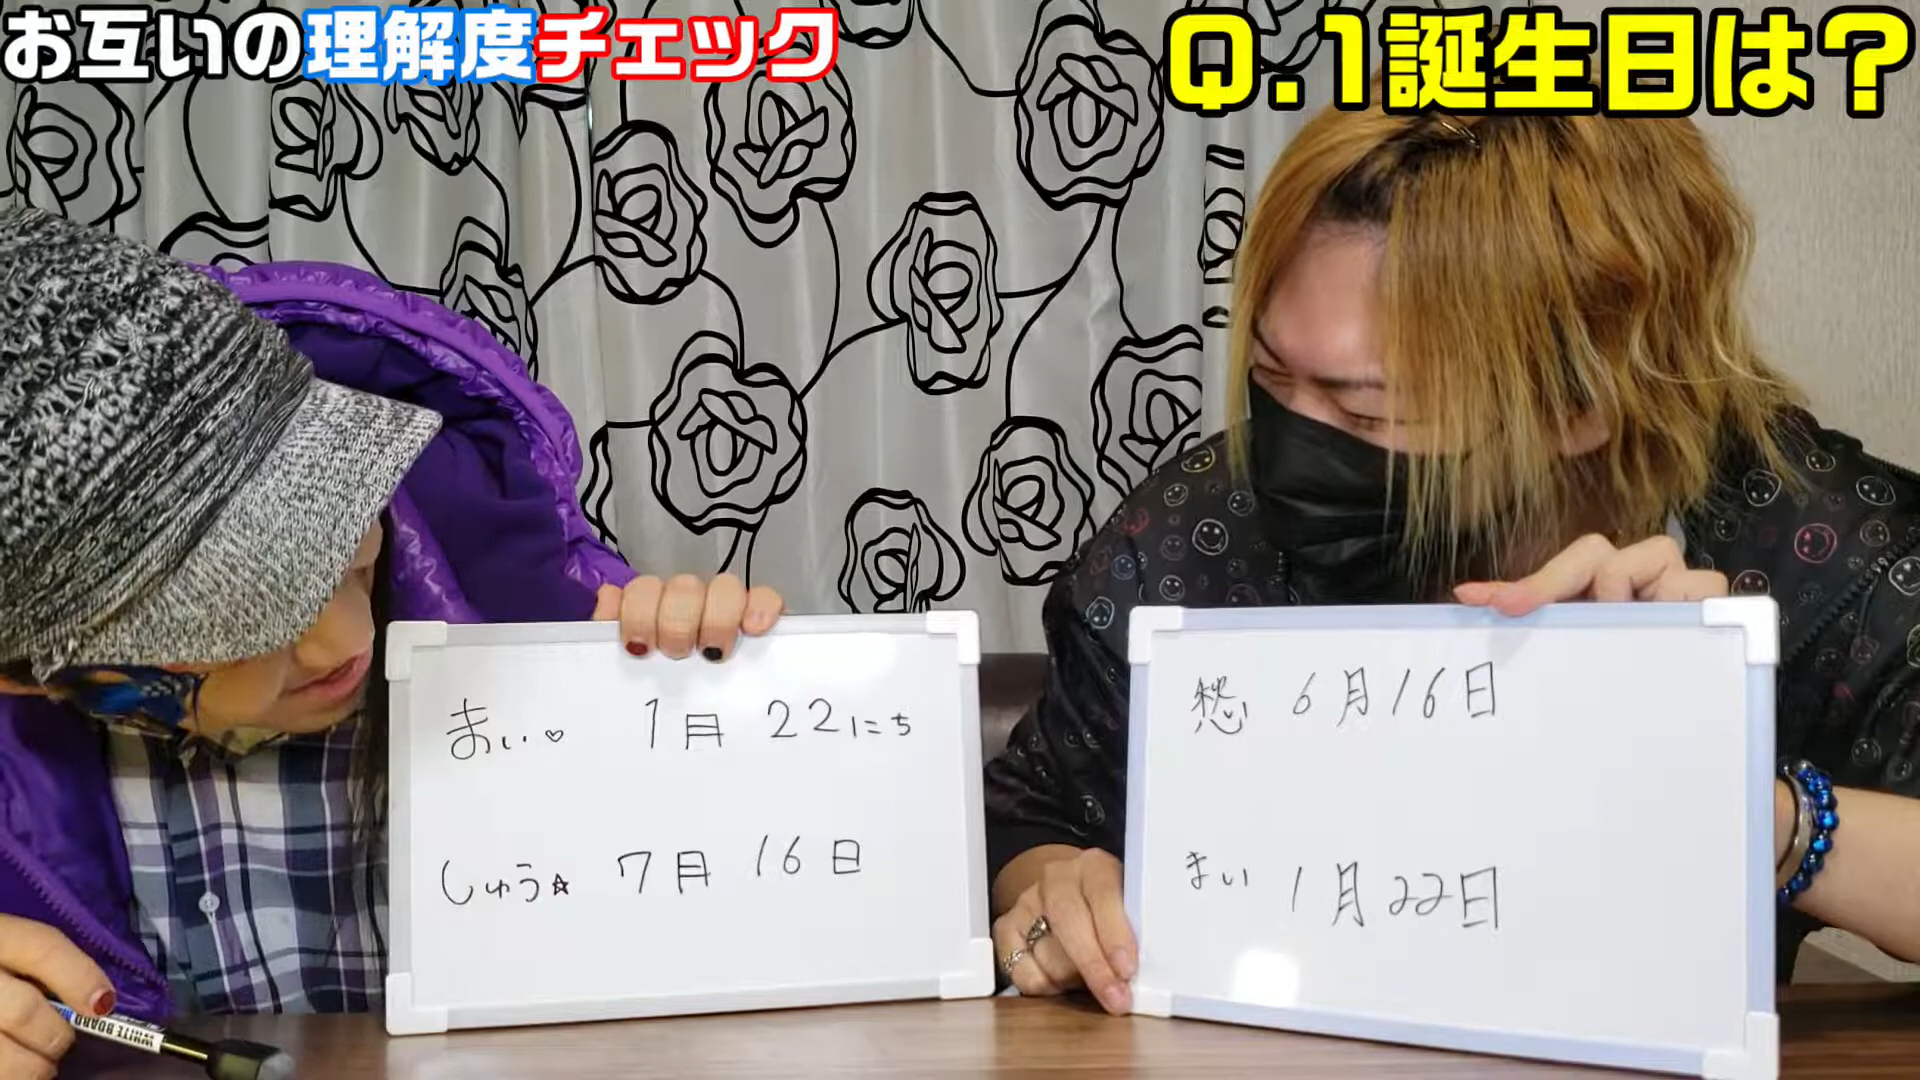 お互いの理解度チェック
Q.1誕生日は?
まい♡ 1月 22にち
しゅう☆ 7月 16日
愁 6月16日
まい 1月22日
WHITE BOARD